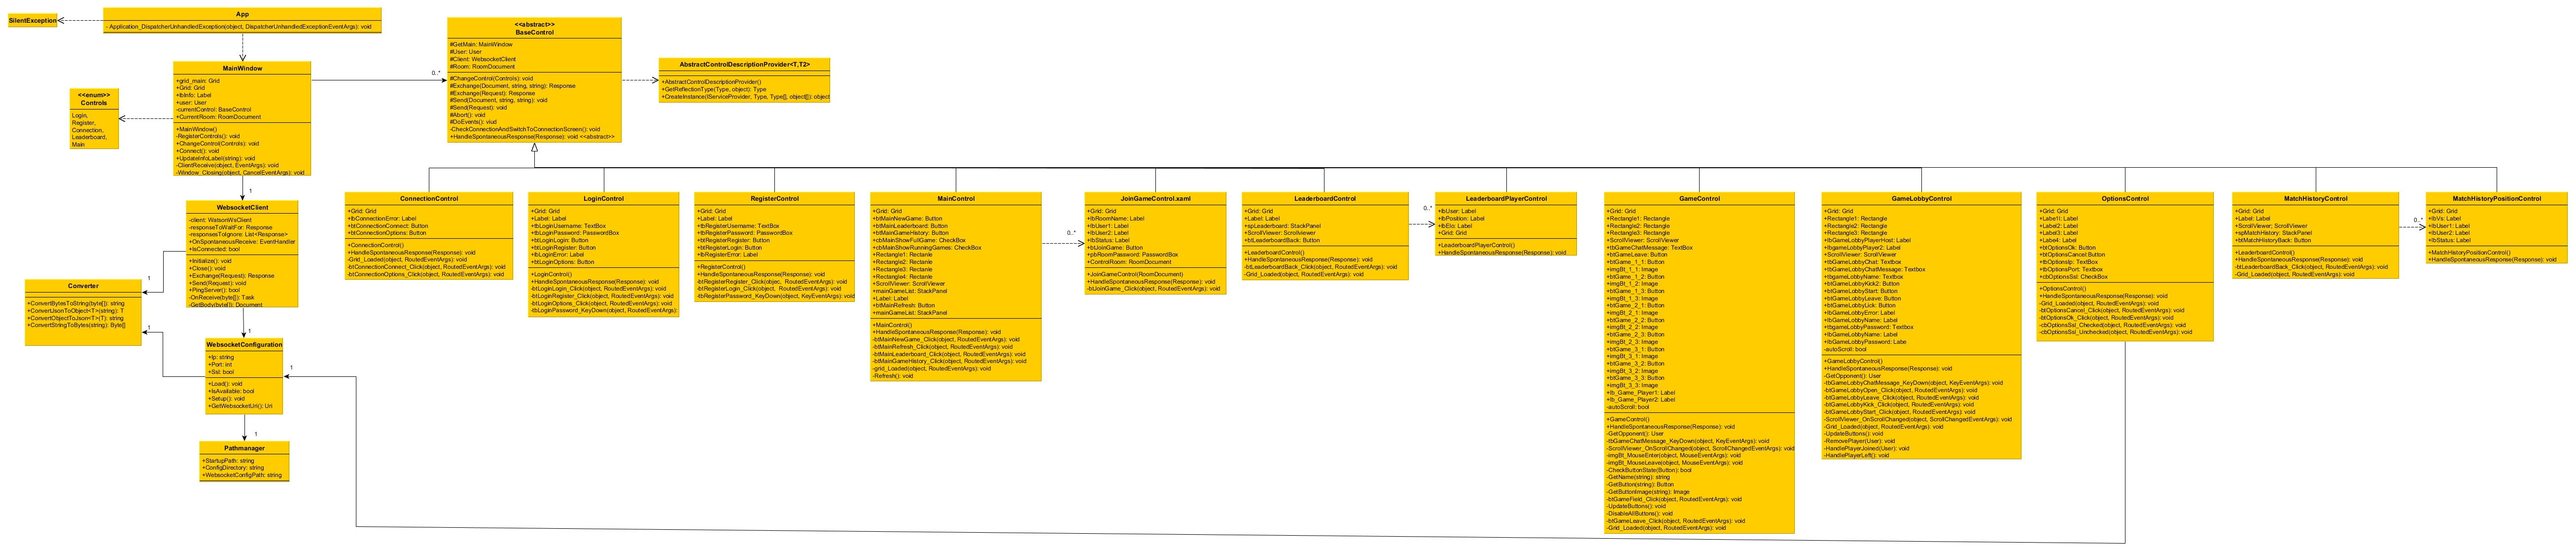 SilentException
App
- Application_DispatcherUnhandledException(object, DispatcherUnhandledExceptionEventArgs): void
MainWindow
+grid_main: Grid
+Grid: Grid
+lbInfo: Label
+user: User
-currentControl: BaseControl
+CurrentRoom: RoomDocument
+MainWindow()
-RegisterControls(): void
+ChangeControl(Controls): void
+Connect(): void
+UpdateInfoLabel(string): void
-ClientReceive(object, EventArgs): void
-Window_Closing(object, CancelEventArgs): void
<<enum>>
Controls
Login,
Register,
Connection,
Leaderboard,
Main
<<abstract>>
BaseControl
#GetMain: MainWindow
#User: User
#Client: WebsocketClient
#Room: RoomDocument
#ChangeControl(Controls): void
#Exchange(Document, string, string): Response
#Exchange(Request): Response
#Send(Document, string, string): void
#Send(Request): void
#Abort(): void
#DoEvents(): viud
-CheckConnectionAndSwitchToConnectionScreen(): void
+HandleSpontaneousResponse(Response): void <<abstract>>
0..*
AbstractControlDescriptionProvider<T,T2>
+AbstractControlDescriptionProvider()
+GetReflectionType(Type, object): Type
+CreateInstance(IServiceProvider, Type, Type[], object[]): object
1
WebsocketClient
-client: WatsonWsClient
-responseToWaitFor: Response
-responsesToIgnore: List<Response>
+OnSpontaneousReceive: EventHandler
+IsConnected: bool
+Initialize(): void
+Close(): void
+Exchange(Request): Response
+Send(Request): void
+PingServer(): bool
-OnReceive(byte[]): Task
-GetBody(byte[]): Document
1
Converter
+ConvertBytesToString(byte[]): string
+ConvertJsonToObject<T>(string): T
+ConvertObjectToJson<T>(T): string
+ConvertStringToBytes(string): Byte[]
1
1
WebsocketConfiguration
+Ip: string
+Port: int
+Ssl: bool
+Load(): void
+IsAvailable: bool
+Setup(): void
+GetWebsocketUri(): Uri
1
1
Pathmanager
+StartupPath: string
+ConfigDirectory: string
+WebsocketConfigPath: string
ConnectionControl
+Grid: Grid
+lbConnectionError: Label
+btConnectionConnect: Button
+btConnectionOptions: Button
+ConnectionControl()
+HandleSpontaneousResponse(Response): void
-Grid_Loaded(object, RoutedEventArgs): void
-btConnectionConnect_Click(object, RoutedEventArgs): void
-btConnectionOptions_Click(object, RoutedEventArgs): void
LoginControl
+Grid: Grid
+Label: Label
+tbLoginUsername: TextBox
+tbLoginPassword: PasswordBox
+btLoginLogin: Button
+btLoginRegister: Button
+lbLoginError: Label
+btLoginOptions: Button
+LoginControl()
+HandleSpontaneousResponse(Response): void
-btLoginLogin_Click(object, RoutedEventArgs): void
-btLoginRegister_Click(object, RoutedEventArgs): void
-btLoginOptions_Click(object, RoutedEventArgs): void
-tbLoginPassword_KeyDown(object, RoutedEventArgs):
RegisterControl
+Grid: Grid
+Label: Label
+tbRegisterUsername: TextBox
+tbRegisterPassword: PasswordBox
+btRegisterRegister: Button
+btRegisterLogin: Button
+lbRegisterError: Label
+RegisterControl()
+HandleSpontaneousResponse(Response): void
-btRegisterRegister_Click(objec, RoutedEventArgs): void
-btRegisterLogin_Click(object, RoutedEventArgs): void
-tbRegisterPassword_KeyDown(object, KeyEventArgs): void
MainControl
+Grid: Grid
+btMainNewGame: Button
+btMainLeaderboard: Button
+btMainGameHistory: Button
+cbMainShowFullGame: CheckBox
+cbMainShowRunningGames: CheckBox
+Rectangle1: Rectanle
+Rectangle2: Rectanle
+Rectangle3: Rectanle
+Rectangle4: Rectangle
+ScrollViewer: ScrollViewer
+mainGameList: StackPanel
+Label: Label
+btMainRefresh: Button
+mainGameList: StackPanel
+MainControl()
+HandleSpontaneousResponse(Response): void
-btMainNewGame_Click(object, RoutedEventArgs): void
-btMainRefresh_Click(object, RoutedEventArgs): void
-btMainLeaderboard_Click(object, RoutedEventArgs): void
-btMainGameHistory_Click(object, RoutedEventArgs): void
-grid_Loaded(object, RoutedEventArgs): void
-Refresh(): void
0..*
JoinGameControl.xaml
+Grid: Grid
+lbRoomName: Label
+lbUser1: Label
+lbUser2: Label
+lbStatus: Label
+btJoinGame: Button
+pbRoomPassword: PasswordBox
+ControlRoom: RoomDocument
+JoinGameControl(RoomDocument)
+HandleSpontaneousResponse(Response): void
-btJoinGame_Click(object, RoutedEventArgs): void
LeaderboardControl
+Grid: Grid
+Label: Label
+spLeaderboard: StackPanel
+ScrollViewer: Scrollviewer
+btLeaderboardBack: Button
+LeaderboardControl()
+HandleSpontaneousResponse(Response): void
-btLeaderboardBack_Click(object, RoutedEventArgs): void
-Grid_Loaded(object, RoutedEventArgs): void
0..*
LeaderboardPlayerControl
+lbUser: Label
+lbPosition: Label
+lbElo: Label
+Grid: Grid
+LeaderboardPlayerControl()
+HandleSpontaneousResponse(Response): void
GameControl
+Grid: Grid
+Rectangle1: Rectangle
+Rectangle2: Rectangle
+Rectangle3: Rectangle
+ScrollViewer: ScrollViewer
+tbGameChatMessage: TextBox
+btGameLeave: Button
+btGame_1_1: Button
+imgBt_1_1: Image
+btGame_1_2: Button
+imgBt_1_2: Image
+btGame_1_3: Button
+imgBt_1_3: Image
+btGame_2_1: Button
+imgBt_2_1: Image
+btGame_2_2: Button
+imgBt_2_2: Image
+btGame_2_3: Button
+imgBt_2_3: Image
+btGame_3_1: Button
+imgBt_3_1: Image
+btGame_3_2: Button
+imgBt_3_2: Image
+btGame_3_3: Button
+imgBt_3_3: Image
+lb_Game_Player1: Label
+lb_Game_Player2: Label
-autoScroll: bool
+GameControl()
+HandleSpontaneousResponse(Response): void
-GetOpponent(): User
-tbGameChatMessage_KeyDown(object, KeyEventArgs): void
-ScrollViewer_OnScrollChanged(object, ScrollChangedEventArgs): void
-imgBt_MouseEnter(object, MouseEventArgs): void
-imgBt_MouseLeave(object, MouseEventArgs): void
-CheckButtonState(Button): bool
-GetName(string): string
-GetButton(string): Button
-GetButtonImage(string): Image
-btGameField_Click(object, RoutedEventArgs): void
-UpdateButtons(): void
-DisableAllButtons(): void
-btGameLeave_Click(object, RoutedEventArgs): void
-Grid_Loaded(object, RoutedEventArgs): void
GameLobbyControl
+Grid: Grid
+Rectangle1: Rectangle
+Rectangle2: Rectangle
+Rectangle3: Rectangle
+lbGameLobbyPlayerHost: Label
+lbgameLobbyPlayer2: Label
+ScrollViewer: ScrollViewer
+tbGameLobbyChat: Textbox
+tbGameLobbyChatMessage: Textbox
+tbgameLobbyName: TextBox
+btGameLobbyKick2: Button
+btGameLobbyStart: Button
+btGameLobbyLeave: Button
+btGameLobbyLick: Button
+lbGameLobbyError: Label
+lbGameLobbyName: Label
+tbgameLobbyPassword: Textbox
+lbGameLobbyName: Label
+lbGameLobbyPassword: Labe
-autoScroll: bool
+GameLobbyControl()
+HandleSpontaneousResponse(Response): void
-GetOpponent(): User
-tbGameLobbyChatMessage_KeyDown(object, KeyEventArgs): void
-btGameLobbyOpen_Click(object, RoutedEventArgs): void
-btGameLobbyLeave_Click(object, RoutedEventArgs): void
-btGameLobbyKick_Click(object, RoutedEventArgs): void
-btGameLobbyStart_Click(object, RoutedEventArgs): void
-ScrollViewer_OnScrollChanged(object, ScrollChangedEventArgs): void
-Grid_Loaded(object, RoutedEventArgs): void
-UpdateButtons(): void
-RemovePlayer(User): void
-HandlePlayerJoined(User): void
-HandlePlayerLeft(): void
OptionsControl
+Grid: Grid
+Label1: Label
+Label2: Label
+Label3: Label
+Label: Label
+btOptionsOk: Button
+btOptionsCancel:Button
+tbOptionsIp: TextBox
+tbOptionsPort: TextBox
+cbOptionsSsl: CheckBox
+OptionsControl()
+HandleSpontaneousResponse(Response): void
-Grid_Loaded(object, RoutedEventArgs): void
-btOptionsCancel_Click(object, RoutedEventArgs): void
-btOptionsOk_Click(object, RoutedEventArgs): void
-cbOptionsSsl_Checked(object, RoutedEventArgs): void
-cbOptionsSsl_Unchecked(object, RoutedEventArgs): void
MatchHistoryControl
+Grid: Grid
+Label: Label
+ScrollViewer: ScrollViewer
+spMatchHistory: StackPanel
+btMatchHistoryBack: Button
+LeaderboardControl()
+HandleSpontaneousResponse(Response): void
-btLeaderboardBack_Click(object, RoutedEventArgs): void
-Grid_Loaded(object, RoutedEventArgs): void
0..*
MatchHistoryPositionControl
+Grid: Grid
+lbVs: Label
+lbUser1: Label
+lbUser2: Label
+lbStatus: Label
+MatchHistoryPositionControl()
+HandleSpontaneousResponse(Response): void